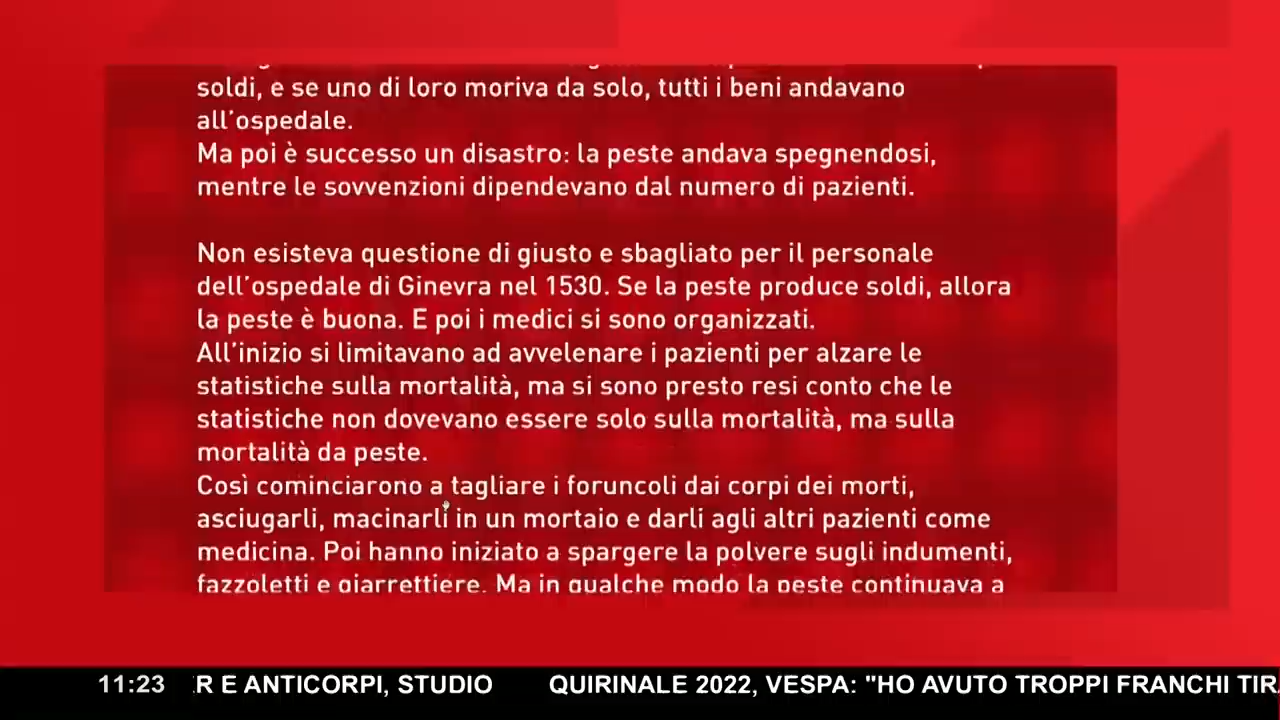 soldi, e se uno di loro moriva da solo, tutti i beni andavano
all'ospedale.
Ma poi è successo un disastro: la peste andava spegnendosi,
mentre le sovvenzioni dipendevano dal numero di pazienti.
Non esisteva questione di giusto e sbagliato per il personale
dell'ospedale di Ginevra nel 1530. Se la peste produce soldi, allora
la peste è buona. E poi i medici si sono organizzati.
All'inizio si limitavano ad avvelenare i pazienti per alzare le
statistiche sulla mortalità, ma si sono presto resi conto che le
statistiche non dovevano essere solo sulla mortalità, ma sulla
mortalità da peste.
Così cominciarono a tagliare i foruncoli dai corpi dei morti,
asciugarli, macinarli in un mortaio e darli agli altri pazienti come
medicina. Poi hanno iniziato a spargere la polvere sugli indumenti,
fazzoletti e giarrettiere. Ma in qualche modo la peste continuava a
11:23 R E ANTICORPI, STUDIO QUIRINALE 2022, VESPA: "HO AVUTO TROPPI FRANCHI TIRA